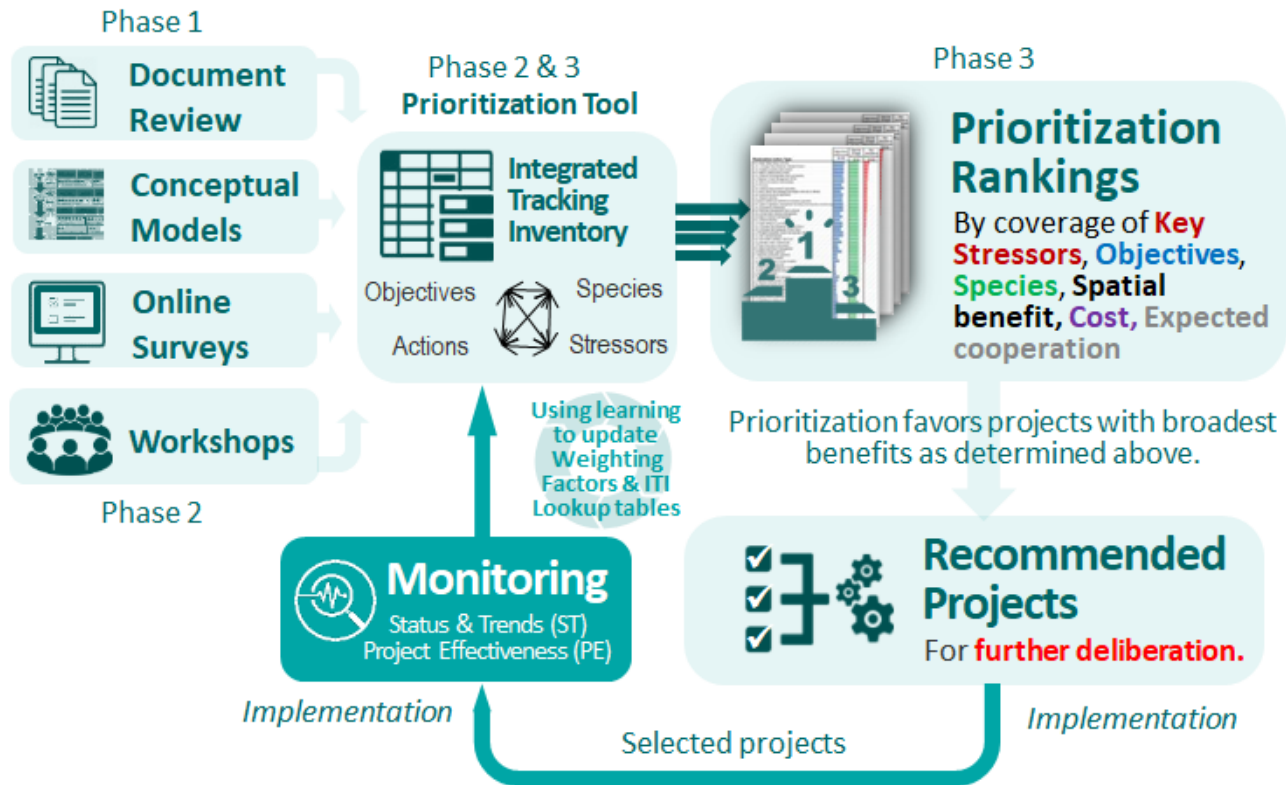 Phase 1
Document
Review
Conceptual
Models
Online
Surveys
Workshops
Phase 2
Phase 2 & 3
Prioritization Tool
Integrated
Tracking
Inventory
Objectives
Species
Actions
Stressors
Using learning
to update
Weighting
Factors & ITI
Lookup tables
Phase 3
1
2
3
Prioritization
Rankings
By coverage of Key
Stressors, Objectives,
Species, Spatial
benefit, Cost, Expected
cooperation
Prioritization favors projects with broadest
benefits as determined above.
Recommended
Projects
For further deliberation.
Implementation
Selected projects
Monitoring
Status & Trends (ST)
Project Effectiveness (PE)
Implementation